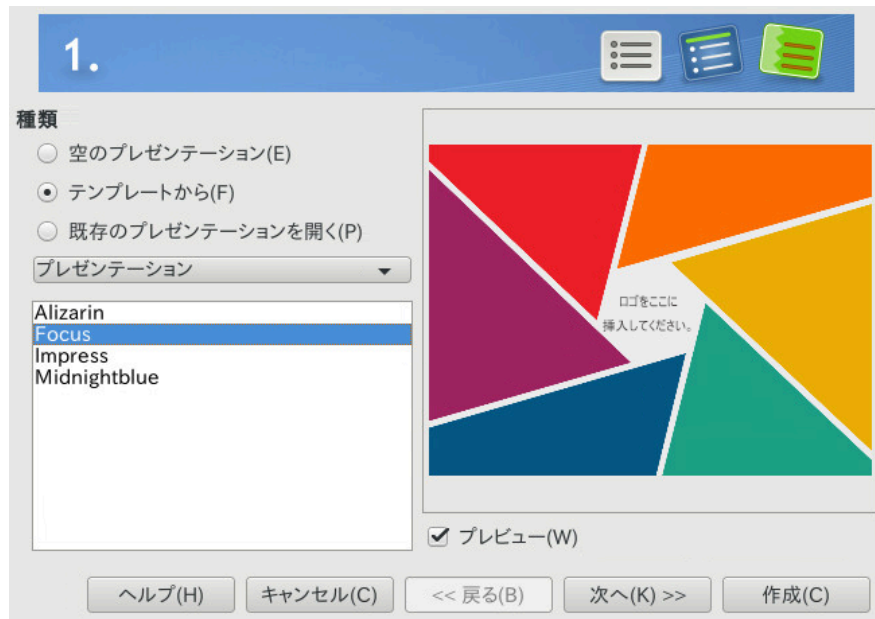 1.
種類
空のプレゼンテーション(E)
テンプレートから(F)
既存のプレゼンテーションを開く(P)
プレゼンテーション
Alizarin
Focus
Impress
Midnightblue
ロゴをここに
挿入してください。
プレビュー(W)
ヘルプ(H)
キャンセル(C)
<< 戻る(B)
次へ(K) >>
作成(C)